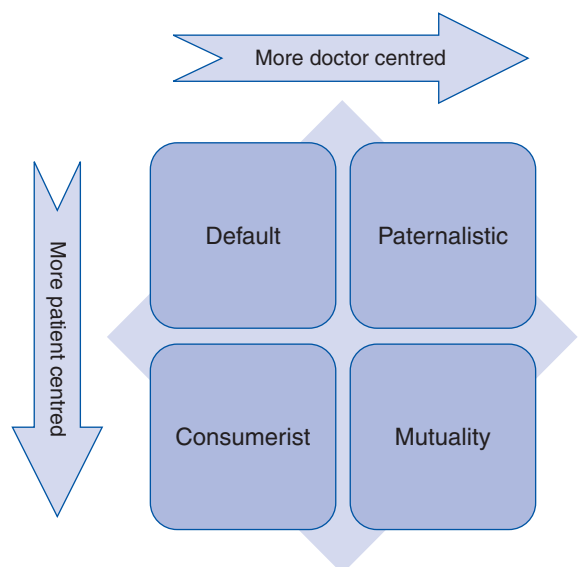 More doctor centred
More patient centred
Default
Paternalistic
Consumerist
Mutuality